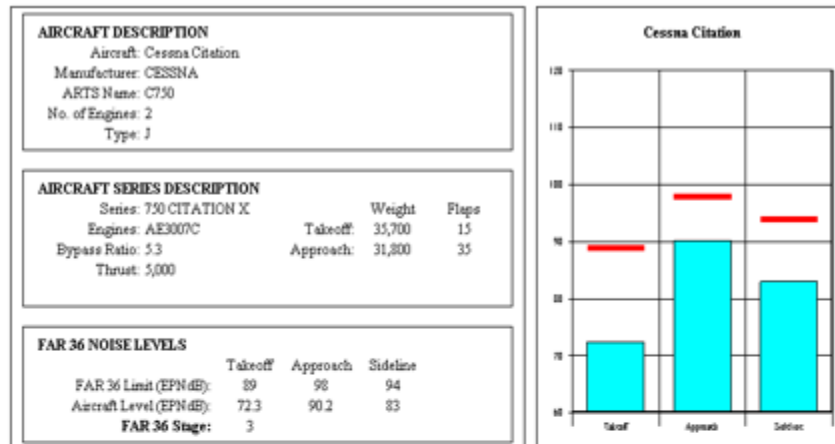 AIRCRAFT DESCRIPTION
Aircraft: Cessna Citation
Manufacturer: CESSNA
ARTS Name: C750
No. of Engines: 2
Type: J
AIRCRAFT SERIES DESCRIPTION
Series: 750 CITATION X Weight Flaps
Engines: AE3007C Takeoff: 35,700 15
Bypass Ratio: 5.3 Approach: 31,800 35
Thrust: 5,000
FAR 36 NOISE LEVELS
Takeoff Approach Sideline
FAR 36 Limit (EPNdB): 89 98 94
Aircraft Level (EPNdB): 72.3 90.2 83
FAR 36 Stage: 3
Cessna Citation
120
110
100
90
80
70
60
Takeoff Approach Sideline